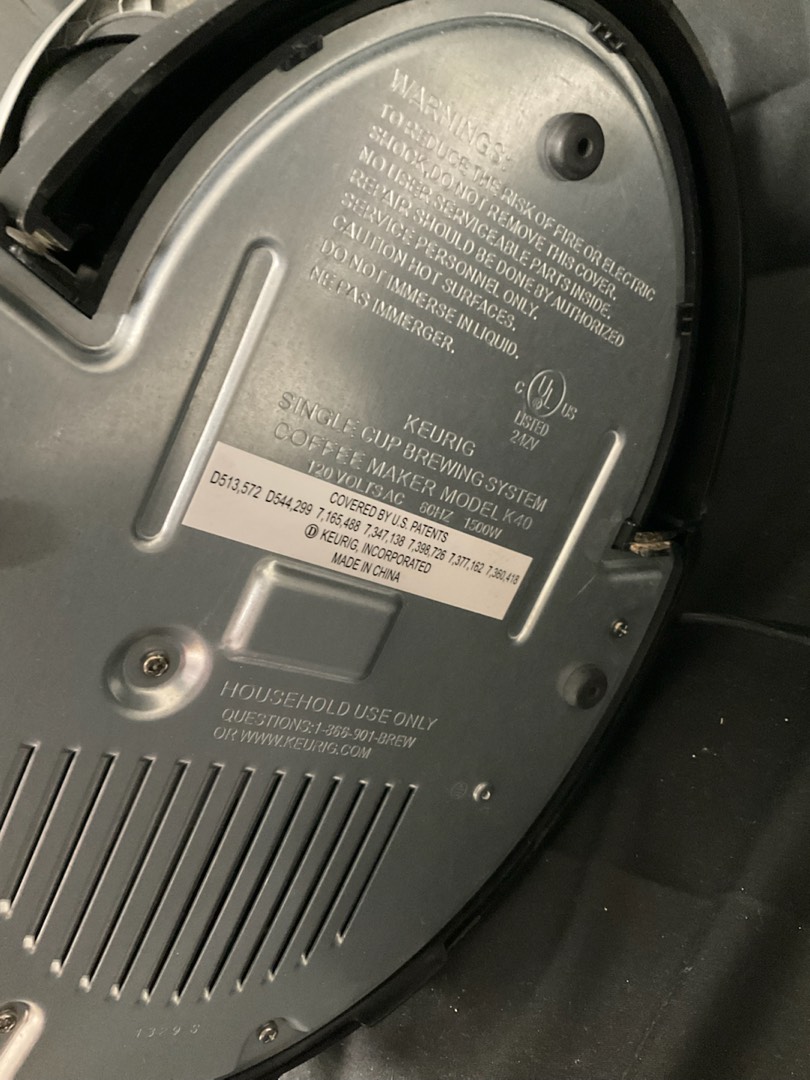 WARNINGS:
TO REDUCE THE RISK OF FIRE OR ELECTRIC
SHOCK, DO NOT REMOVE THIS COVER.
NO USER SERVICEABLE PARTS INSIDE.
REPAIR SHOULD BE DONE BY AUTHORIZED
SERVICE PERSONNEL ONLY.
CAUTION HOT SURFACES.
DO NOT IMMERSE IN LIQUID.
NE PAS IMMERGER.
C UL US
LISTED
24ZV
KEURIG
SINGLE CUP BREWING SYSTEM
COFFEE MAKER MODEL K40
120 VOLTS AC 60HZ 1500W
COVERED BY U.S. PATENTS
D513,572 D544,299 7,165,488 7,347,138 7,398,726 7,377,162 7,360,418
D KEURIG, INCORPORATED
MADE IN CHINA
HOUSEHOLD USE ONLY
QUESTIONS:1-866-901-BREW
OR WWW.KEURIG.COM